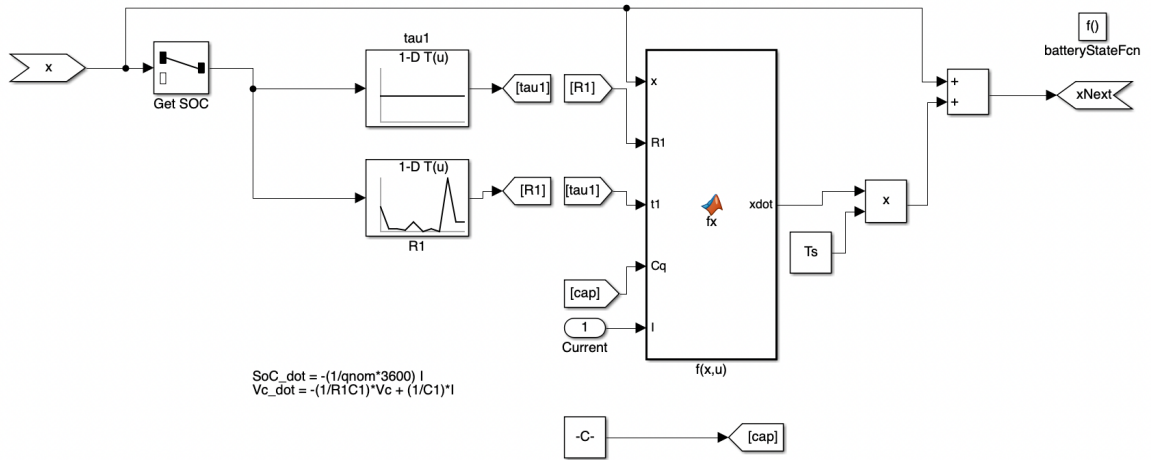 x
Get SOC
tau1
1-D T(u)
[tau1]
1-D T(u)
R1
[R1]
[R1]
[tau1]
[cap]
1
Current
x
R1
t1
Cq
I
fx
xdot
f(x,u)
Ts
x
+
+
f()
batteryStateFcn
xNext
SoC_dot = -(1/qnom*3600) I
Vc_dot = -(1/R1C1)*Vc + (1/C1)*I
-C-
[cap]